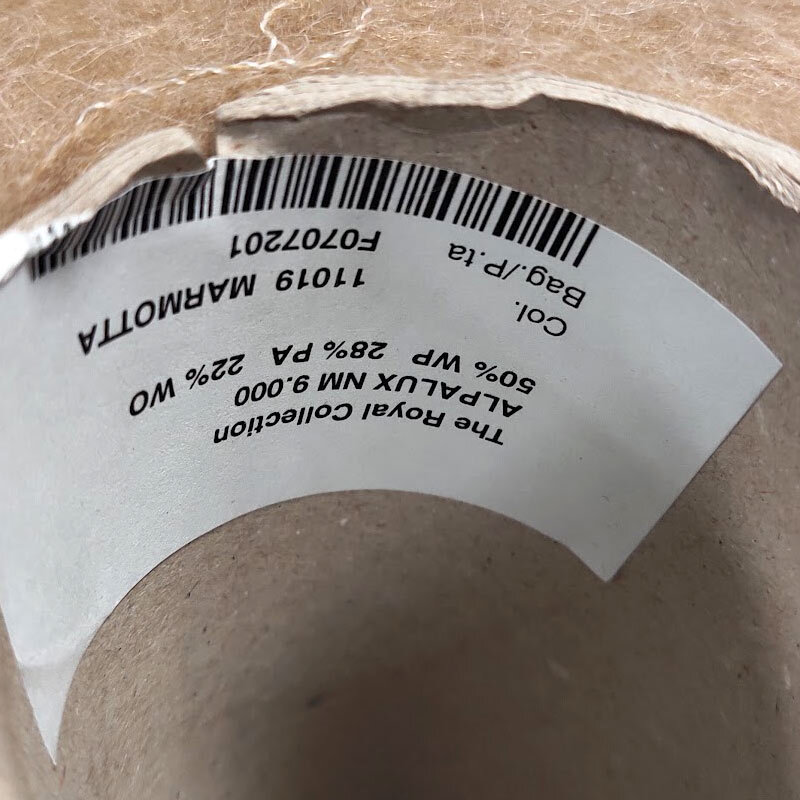 The Royal Collection
ALPALUX NM 9.000
50% WP 28% PA 22% WO
Col. 11019 MARMOTTA
Bag./P.ta F0707201